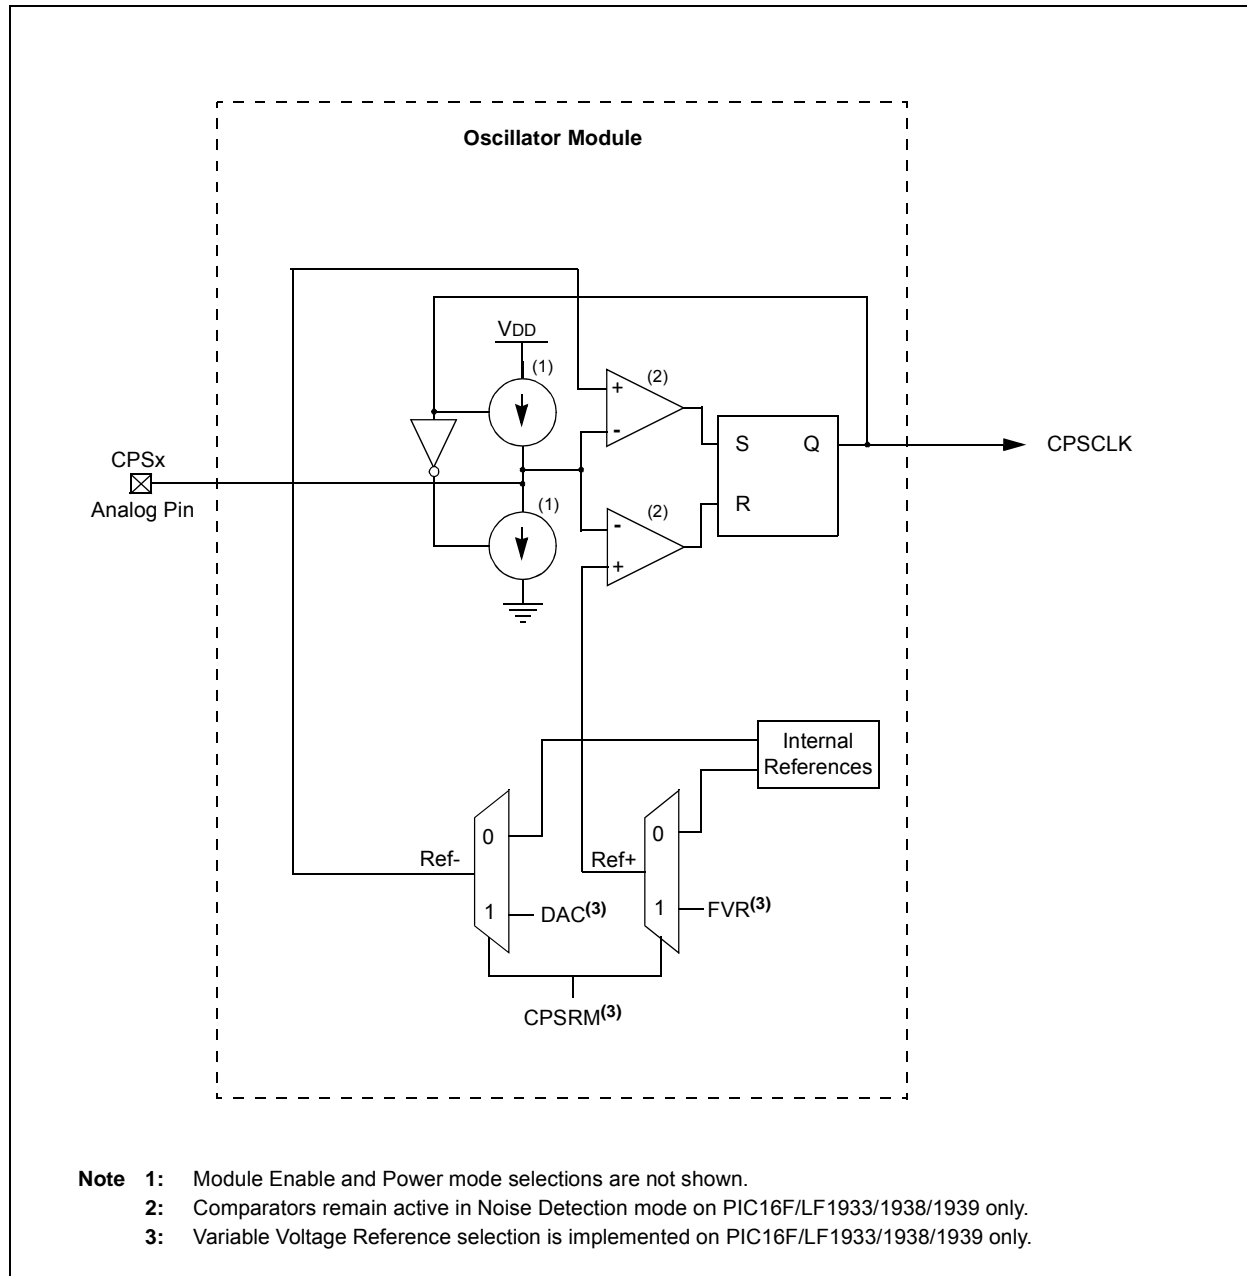 Oscillator Module
VDD
(1)
(2)
+
-
S Q
CPSCLK
CPSx
Analog Pin
(1)
(2)
R
-
+
Internal
References
0
0
Ref-
Ref+
1
DAC(3)
1
FVR(3)
CPSRM(3)
Note 1: Module Enable and Power mode selections are not shown.
2: Comparators remain active in Noise Detection mode on PIC16F/LF1933/1938/1939 only.
3: Variable Voltage Reference selection is implemented on PIC16F/LF1933/1938/1939 only.